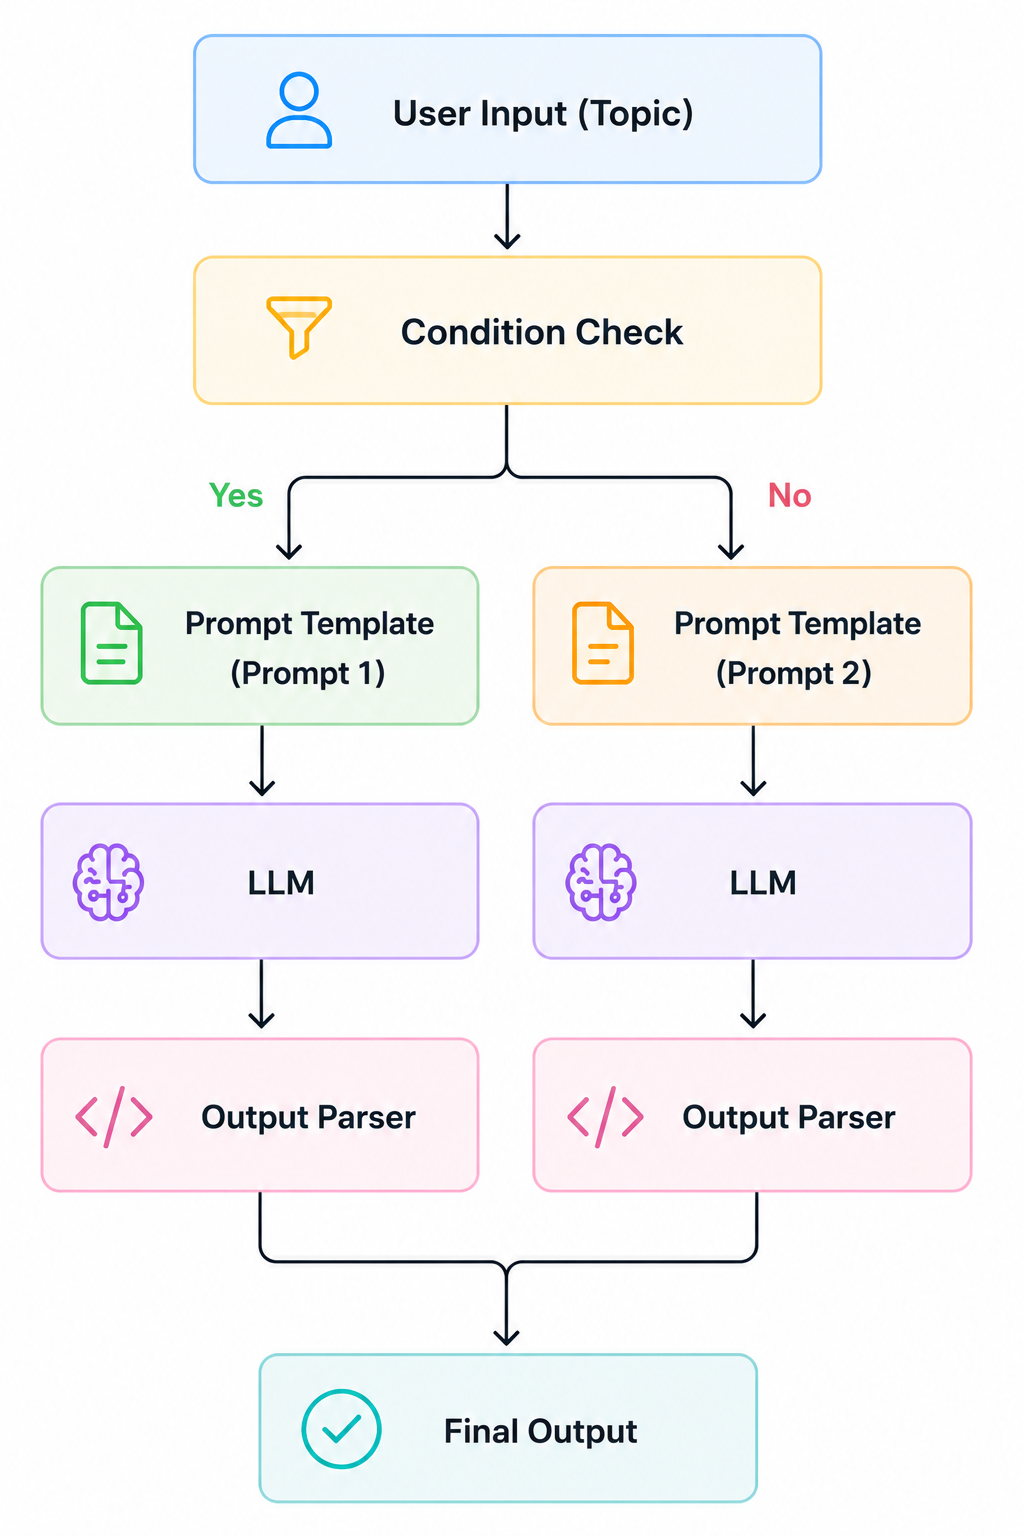 User Input (Topic)
Condition Check
Yes
No
Prompt Template
(Prompt 1)
Prompt Template
(Prompt 2)
LLM
LLM
Output Parser
Output Parser
Final Output